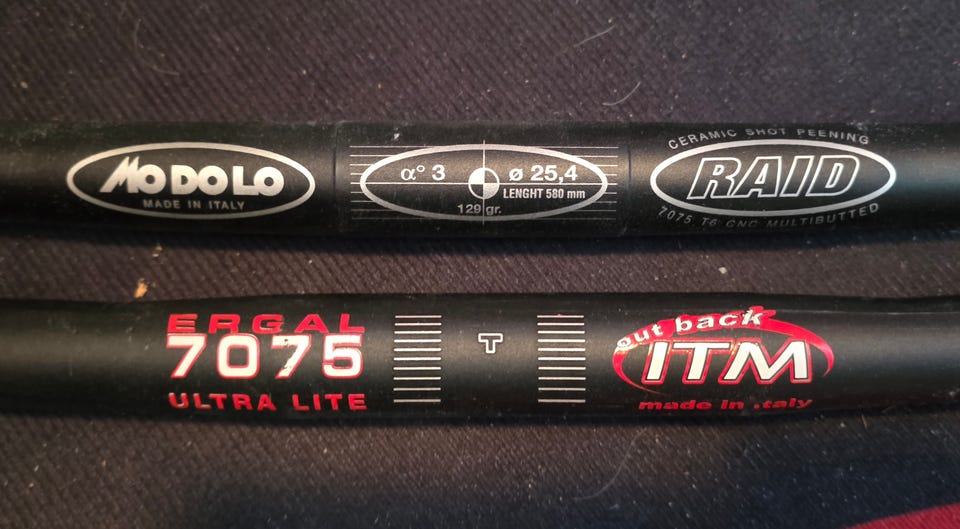 MODOLO
MADE IN ITALY
α° 3
ø 25,4
LENGHT 580 mm
129 gr.
CERAMIC SHOT PEENING
RAID
7075 T6 CNC MULTIBUTTED
ERGAL
7075
ULTRA LITE
T
out back
ITM
made in .taly